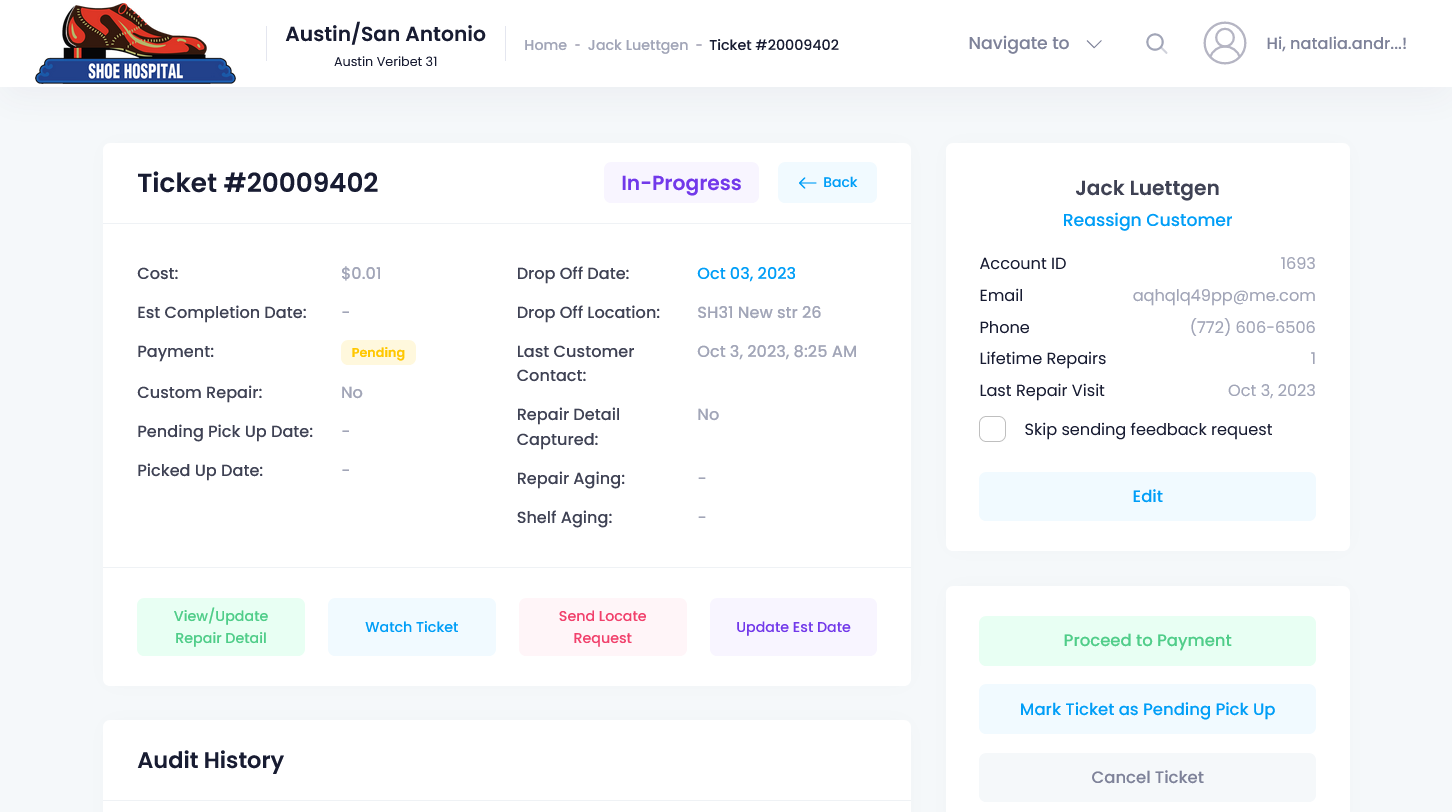 SHOE HOSPITAL
Austin/San Antonio
Austin Veribet 31
Home - Jack Luettgen - Ticket #20009402
Navigate to
Hi, natalia.andr...!
Ticket #20009402
In-Progress
Back
Cost: $0.01
Est Completion Date: -
Payment: Pending
Custom Repair: No
Pending Pick Up Date: -
Picked Up Date: -
Drop Off Date: Oct 03, 2023
Drop Off Location: SH31 New str 26
Last Customer Oct 3, 2023, 8:25 AM
Contact:
Repair Detail No
Captured:
Repair Aging: -
Shelf Aging: -
View/Update
Repair Detail
Watch Ticket
Send Locate
Request
Update Est Date
Audit History
Jack Luettgen
Reassign Customer
Account ID 1693
Email aqhqlq49pp@me.com
Phone (772) 606-6506
Lifetime Repairs 1
Last Repair Visit Oct 3, 2023
Skip sending feedback request
Edit
Proceed to Payment
Mark Ticket as Pending Pick Up
Cancel Ticket